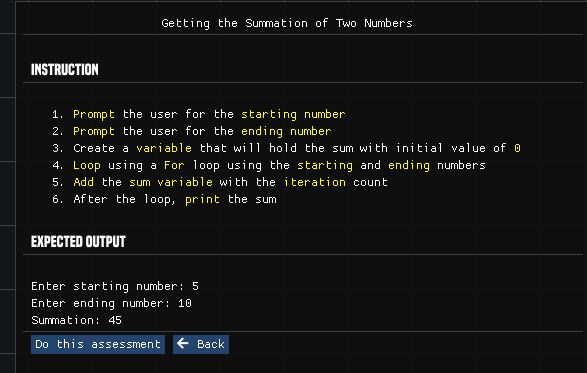 Getting the Summation of Two Numbers
INSTRUCTION
1. Prompt the user for the starting number
2. Prompt the user for the ending number
3. Create a variable that will hold the sum with initial value of 0
4. Loop using a For loop using the starting and ending numbers
5. Add the sum variable with the iteration count
6. After the loop, print the sum
EXPECTED OUTPUT
Enter starting number: 5
Enter ending number: 10
Summation: 45
Do this assessment ← Back